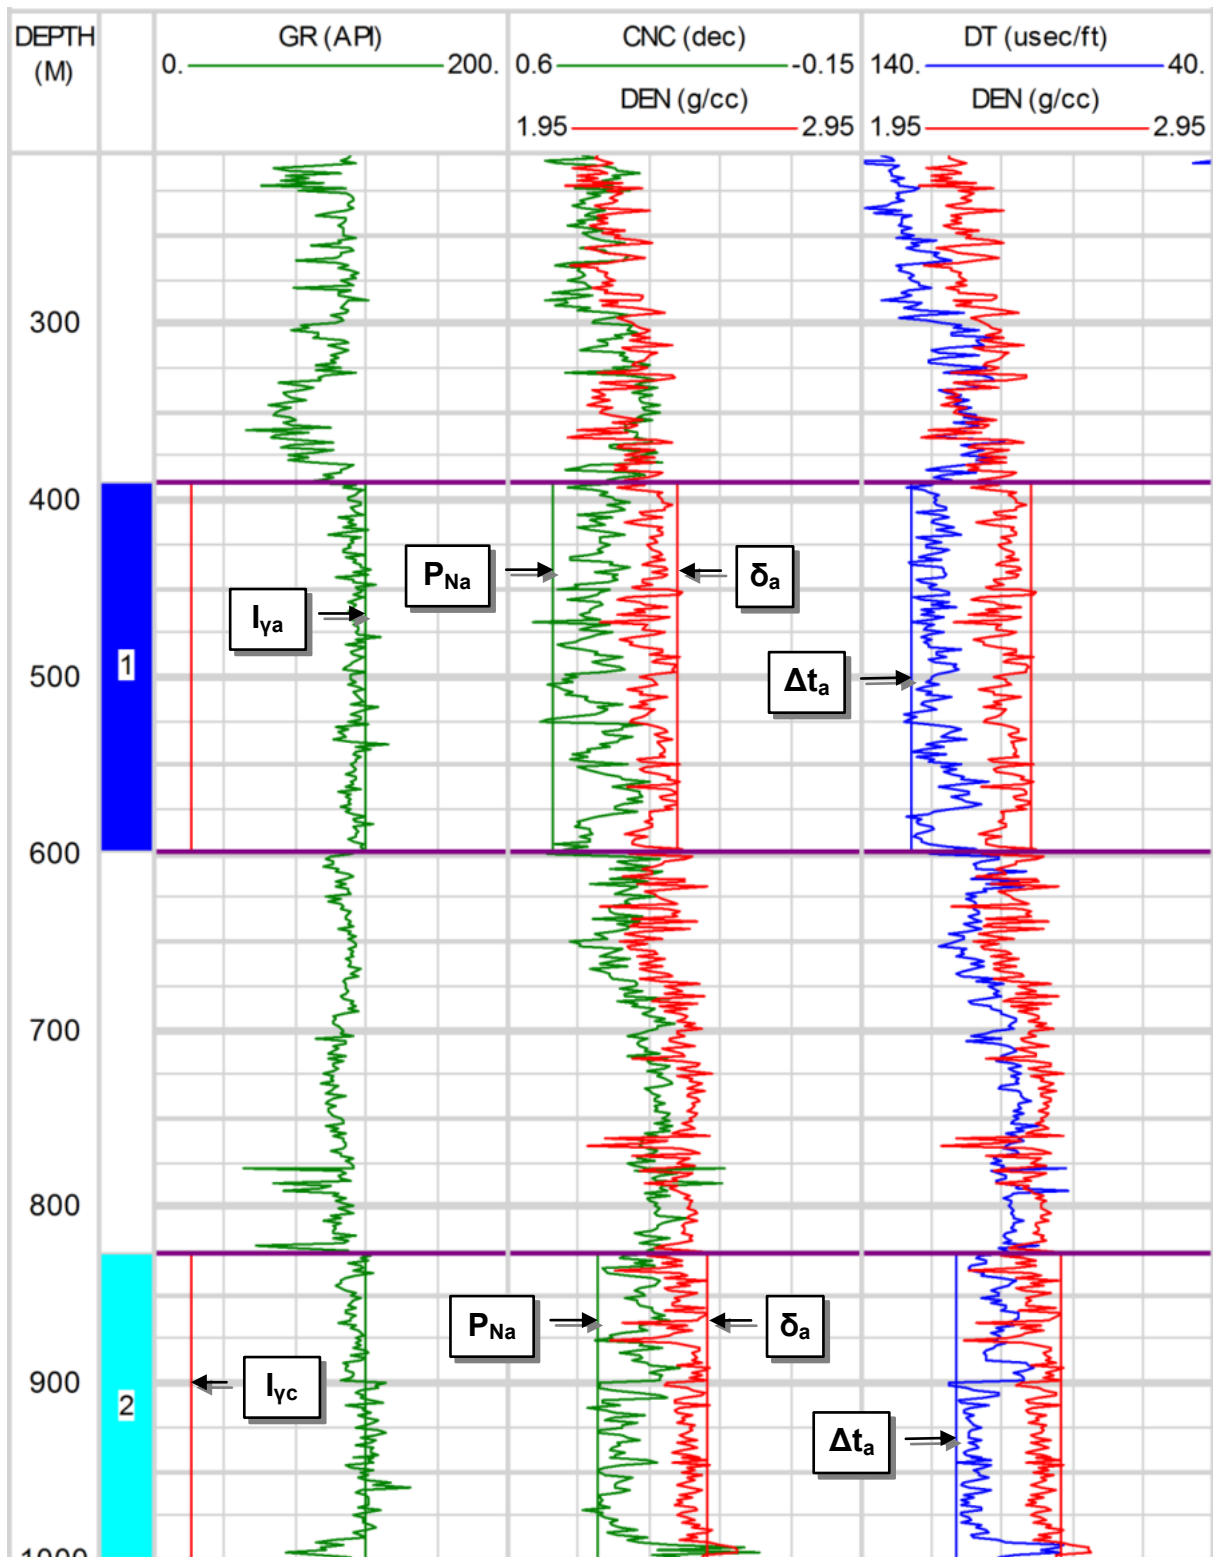 DEPTH
(M)
GR (API)
0. 200.
CNC (dec)
0.6 -0.15
DEN (g/cc)
1.95 2.95
DT (usec/ft)
140. 40.
DEN (g/cc)
1.95 2.95
300
400
PNa
δa
Iγa
1
Δta
500
600
700
800
PNa
δa
Iγc
900
2
Δta
1000